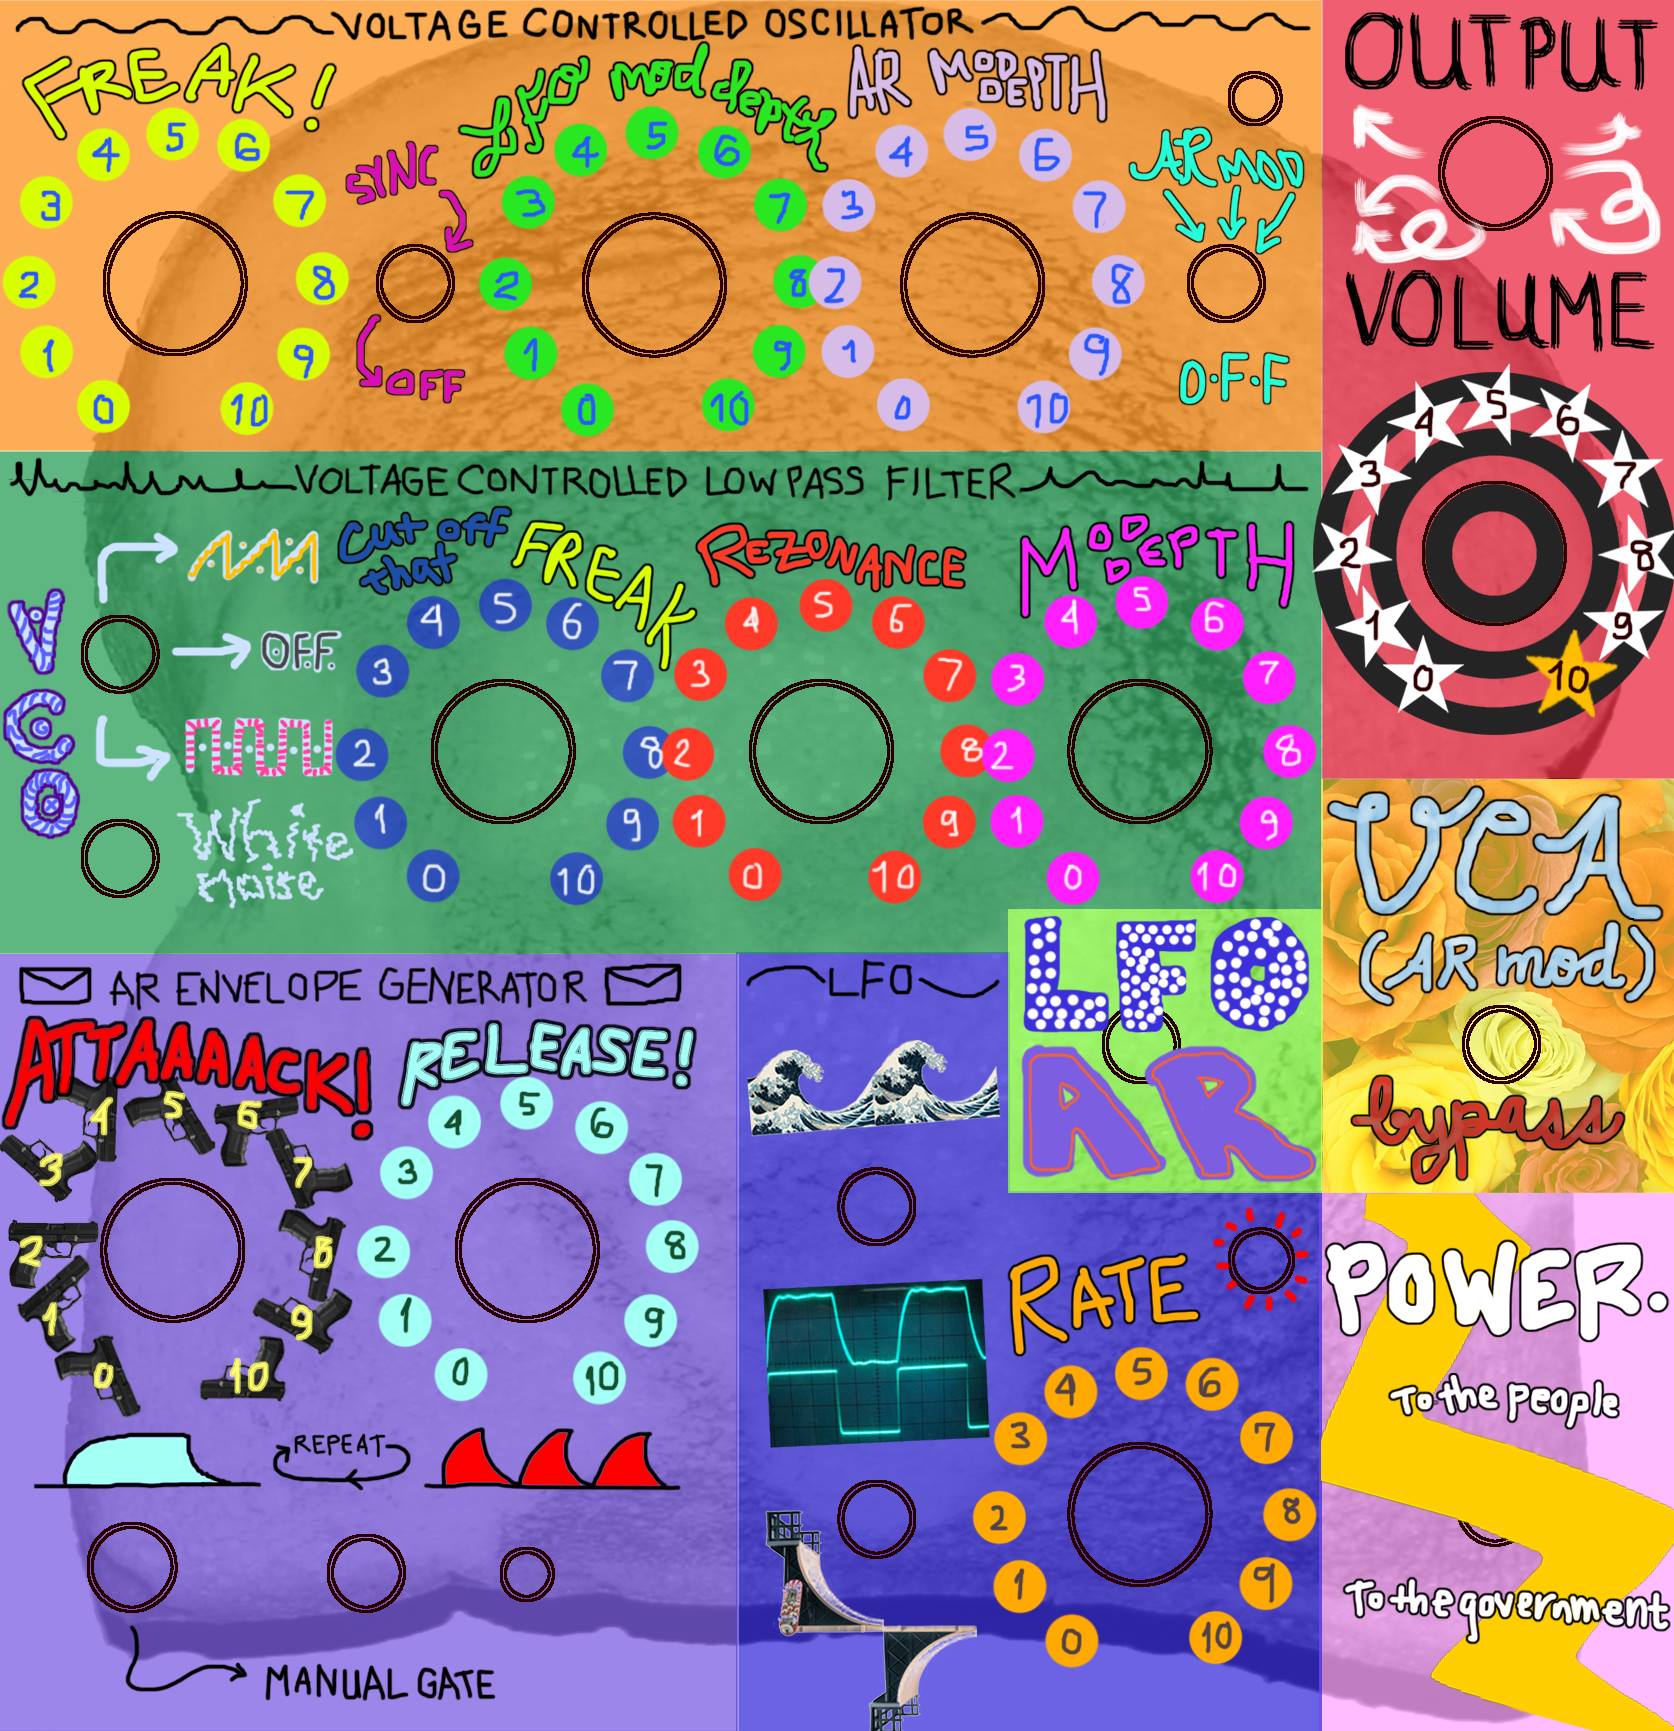 VOLTAGE CONTROLLED OSCILLATOR
FREAK!
0 1 2 3 4 5 6 7 8 9 10
SYNC
OFF
LFO mod depth
0 1 2 3 4 5 6 7 8 9 10
AR MOD DEPTH
0 1 2 3 4 5 6 7 8 9 10
AR MOD
O.F.F
OUTPUT
VOLUME
0 1 2 3 4 5 6 7 8 9 10
VOLTAGE CONTROLLED LOW PASS FILTER
VCO
OFF.
White
noise
Cut off
that
FREAK
0 1 2 3 4 5 6 7 8 9 10
REZONANCE
0 1 2 3 4 5 6 7 8 9 10
MOD DEPTH
0 1 2 3 4 5 6 7 8 9 10
LFO
AR
VCA
(AR mod)
bypass
AR ENVELOPE GENERATOR
ATTAAAACK!
0 1 2 3 4 5 6 7 8 9 10
RELEASE!
0 1 2 3 4 5 6 7 8 9 10
REPEAT
MANUAL GATE
LFO
RATE
0 1 2 3 4 5 6 7 8 9 10
POWER.
To the people
To the government